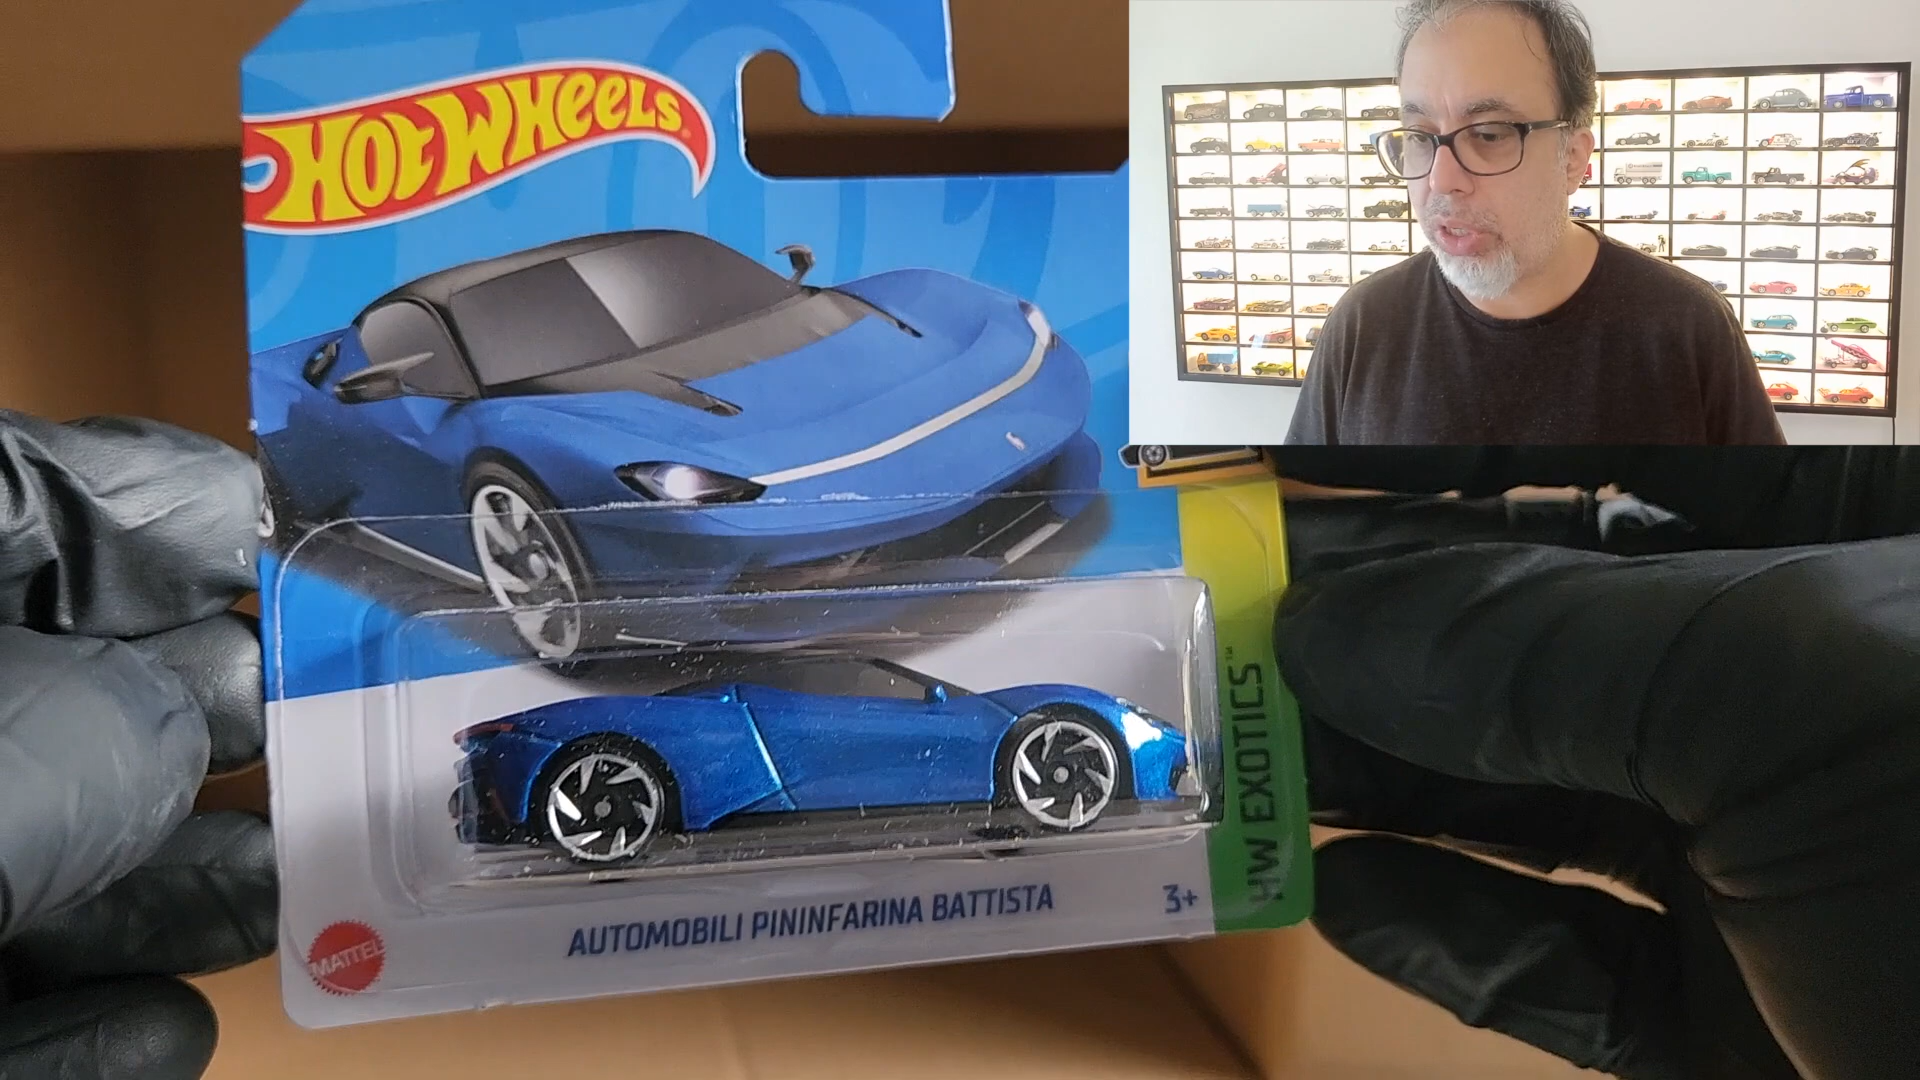 HOT WHEELS
HW EXOTICS™
AUTOMOBILI PININFARINA BATTISTA
3+
MATTEL